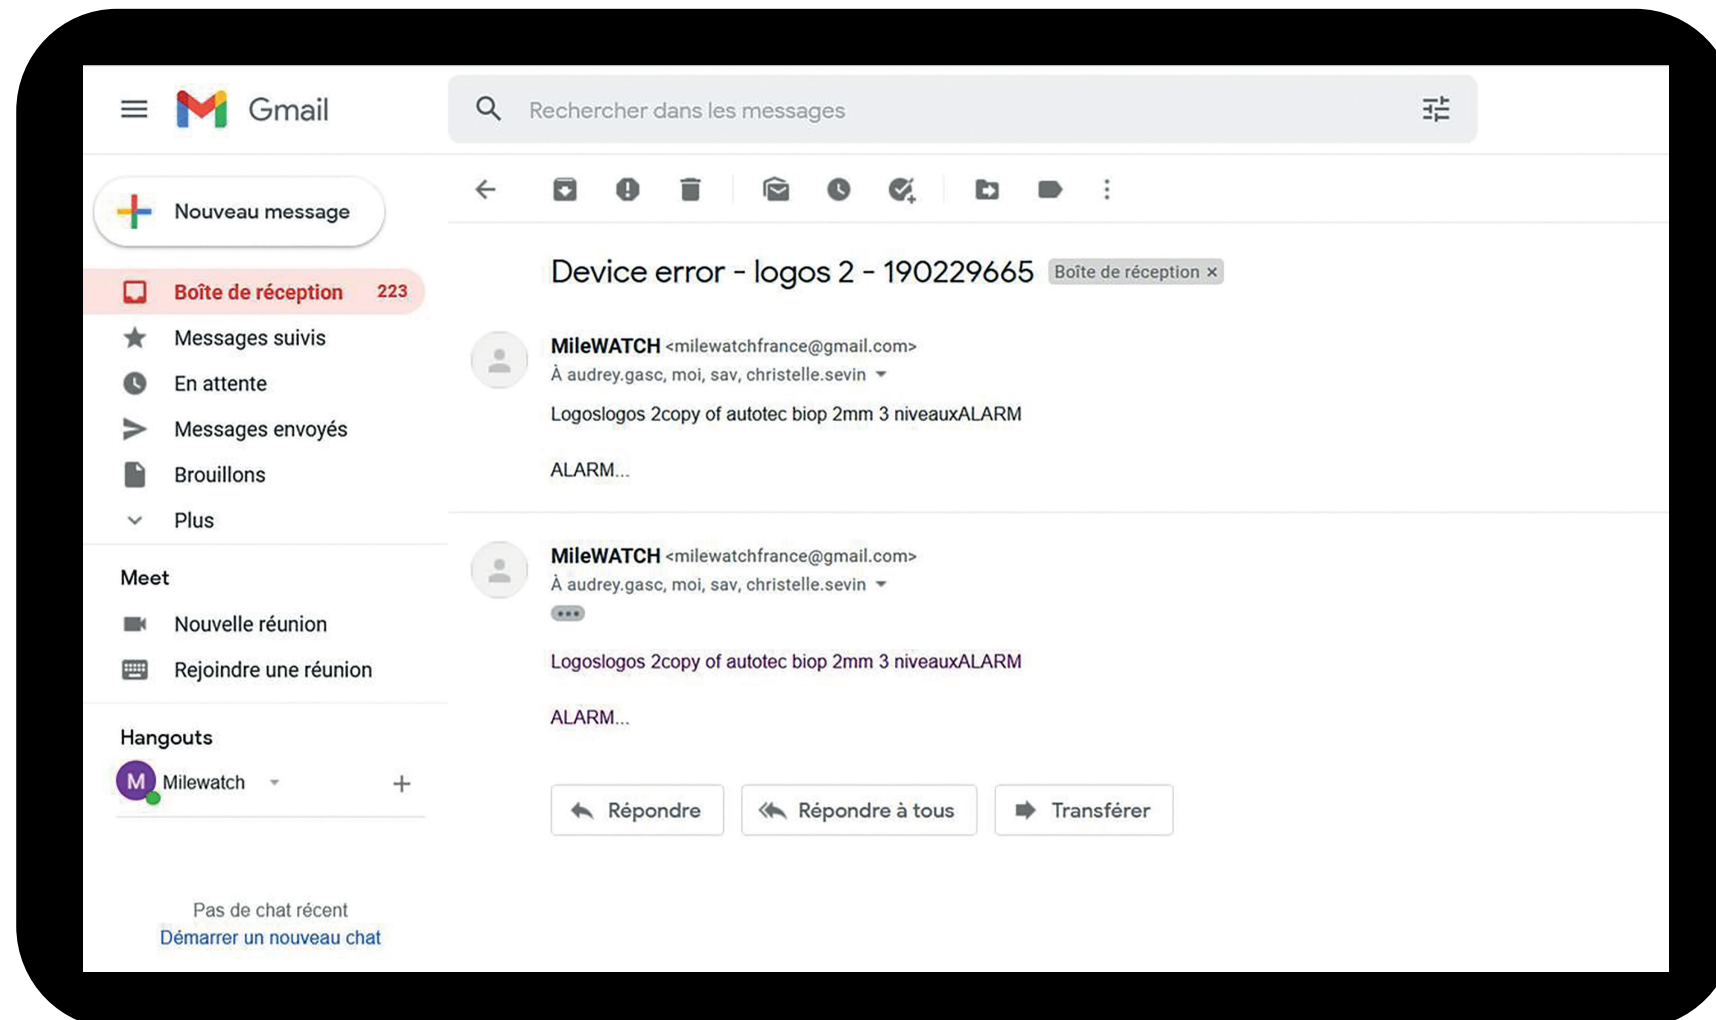 Gmail
Rechercher dans les messages
Nouveau message
Boîte de réception 223
Messages suivis
En attente
Messages envoyés
Brouillons
Plus
Meet
Nouvelle réunion
Rejoindre une réunion
Hangouts
M Milewatch
Pas de chat récent
Démarrer un nouveau chat
Device error - logos 2 - 190229665 Boîte de réception ×
MileWATCH <milewatchfrance@gmail.com>
À audrey.gasc, moi, sav, christelle.sevin
Logoslogos 2copy of autotec biop 2mm 3 niveauxALARM
ALARM...
MileWATCH <milewatchfrance@gmail.com>
À audrey.gasc, moi, sav, christelle.sevin
Logoslogos 2copy of autotec biop 2mm 3 niveauxALARM
ALARM...
Répondre Répondre à tous Transférer